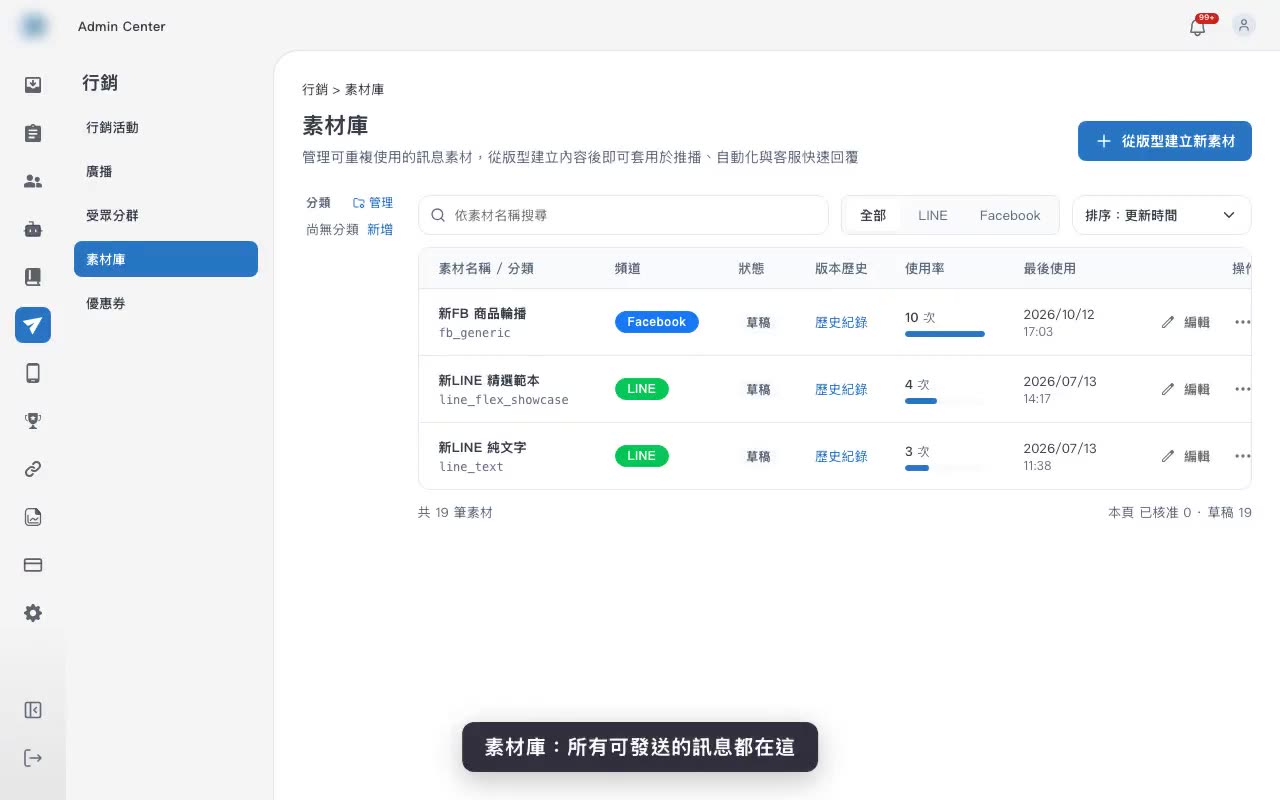 Admin Center
99+
行銷
行銷活動
廣播
受眾分群
素材庫
優惠券
行銷 > 素材庫
素材庫
管理可重複使用的訊息素材，從版型建立內容後即可套用於推播、自動化與客服快速回覆
從版型建立新素材
分類 管理
尚無分類 新增
依素材名稱搜尋
全部 LINE Facebook
排序：更新時間
素材名稱 / 分類 頻道 狀態 版本歷史 使用率 最後使用 操作
新FB 商品輪播
fb_generic
Facebook 草稿 歷史紀錄 10 次
2026/10/12
17:03
編輯
新LINE 精選範本
line_flex_showcase
LINE 草稿 歷史紀錄 4 次
2026/07/13
14:17
編輯
新LINE 純文字
line_text
LINE 草稿 歷史紀錄 3 次
2026/07/13
11:38
編輯
共 19 筆素材
本頁 已核准 0 · 草稿 19
素材庫：所有可發送的訊息都在這